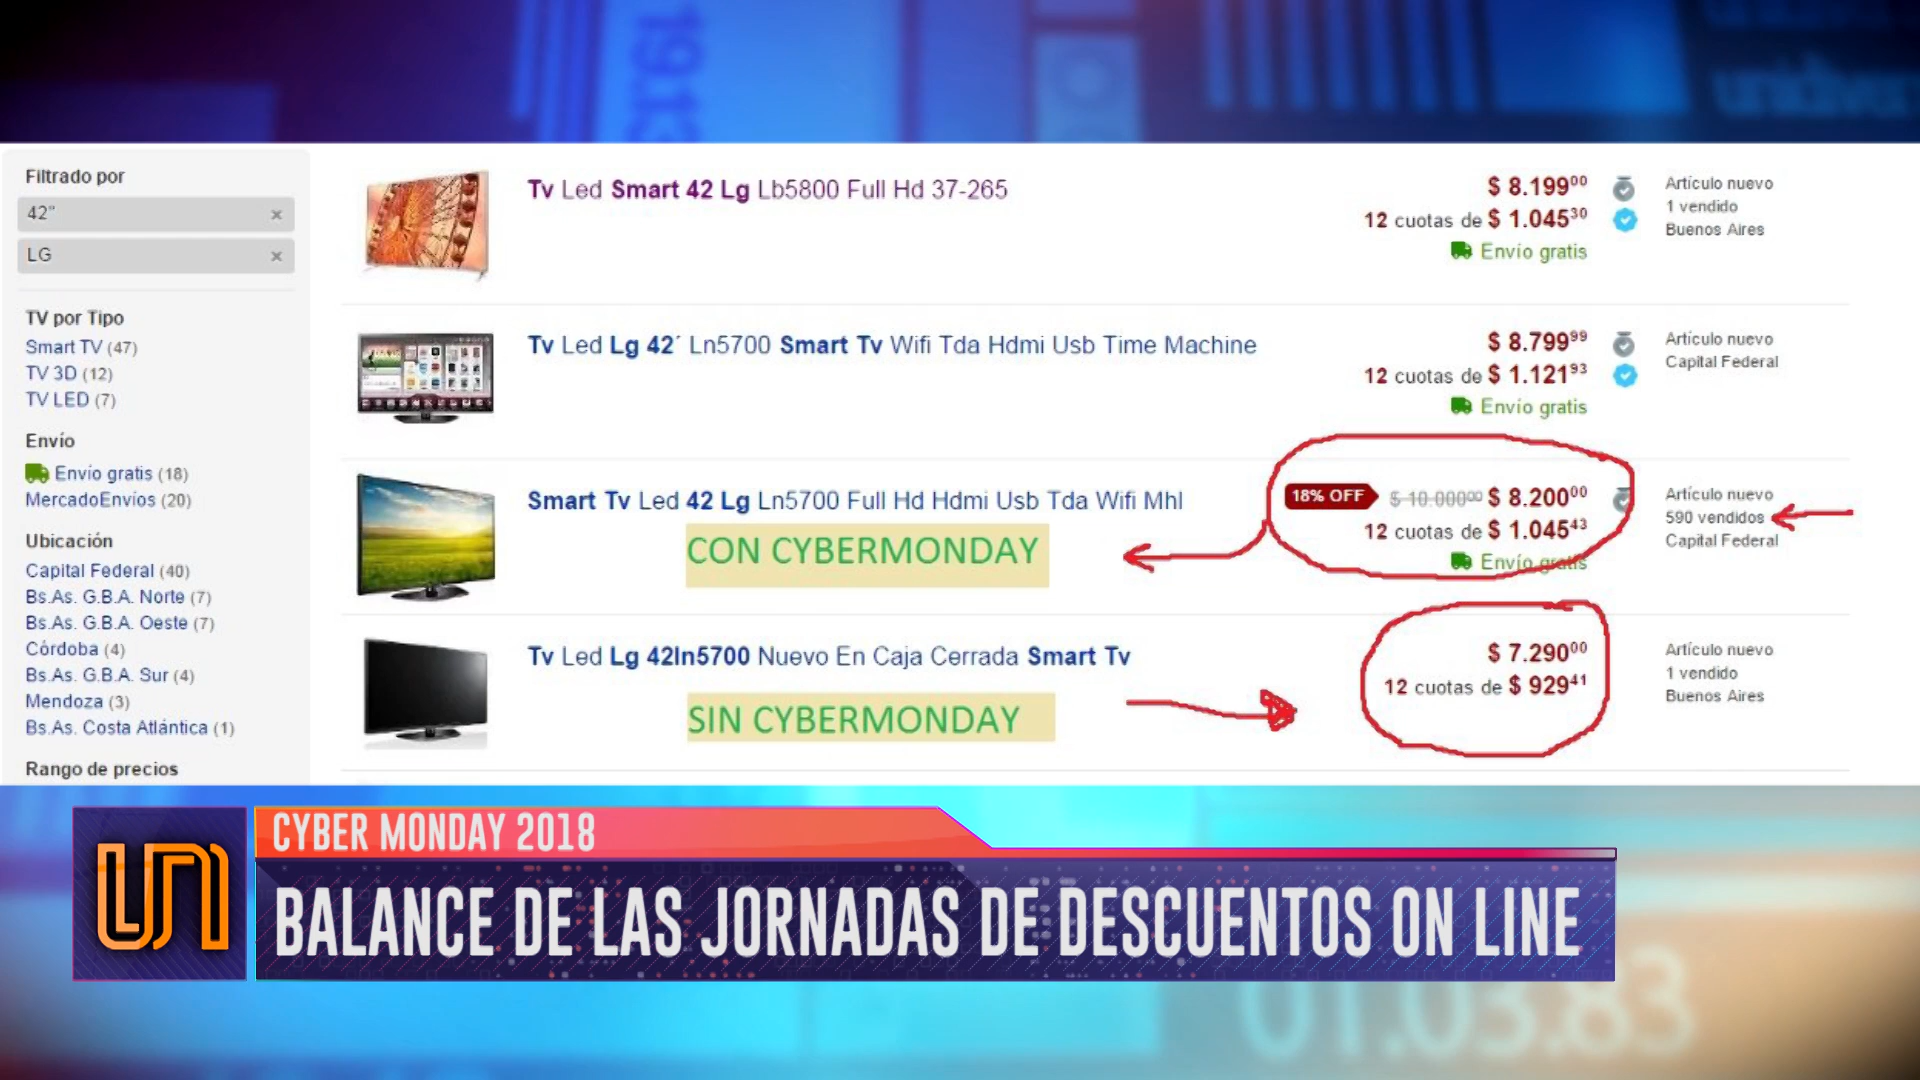 19.13
unidiver
Filtrado por
42"
LG
TV por Tipo
Smart TV (47)
TV 3D (12)
TV LED (7)
Envío
Envío gratis (18)
MercadoEnvíos (20)
Ubicación
Capital Federal (40)
Bs.As. G.B.A. Norte (7)
Bs.As. G.B.A. Oeste (7)
Córdoba (4)
Bs.As. G.B.A. Sur (4)
Mendoza (3)
Bs.As. Costa Atlántica (1)
Rango de precios
Tv Led Smart 42 Lg Lb5800 Full Hd 37-265
$ 8.199⁰⁰
12 cuotas de $ 1.045³⁰
Envío gratis
Artículo nuevo
1 vendido
Buenos Aires
Tv Led Lg 42´ Ln5700 Smart Tv Wifi Tda Hdmi Usb Time Machine
$ 8.799⁹⁹
12 cuotas de $ 1.121⁹³
Envío gratis
Artículo nuevo
Capital Federal
Smart Tv Led 42 Lg Ln5700 Full Hd Hdmi Usb Tda Wifi Mhl
CON CYBERMONDAY
18% OFF $ 10.000⁰⁰ $ 8.200⁰⁰
12 cuotas de $ 1.045⁴³
Envío gratis
Artículo nuevo
590 vendidos
Capital Federal
Tv Led Lg 42ln5700 Nuevo En Caja Cerrada Smart Tv
SIN CYBERMONDAY
$ 7.290⁰⁰
12 cuotas de $ 929⁴¹
Artículo nuevo
1 vendido
Buenos Aires
UN
CYBER MONDAY 2018
BALANCE DE LAS JORNADAS DE DESCUENTOS ON LINE
01.03.83